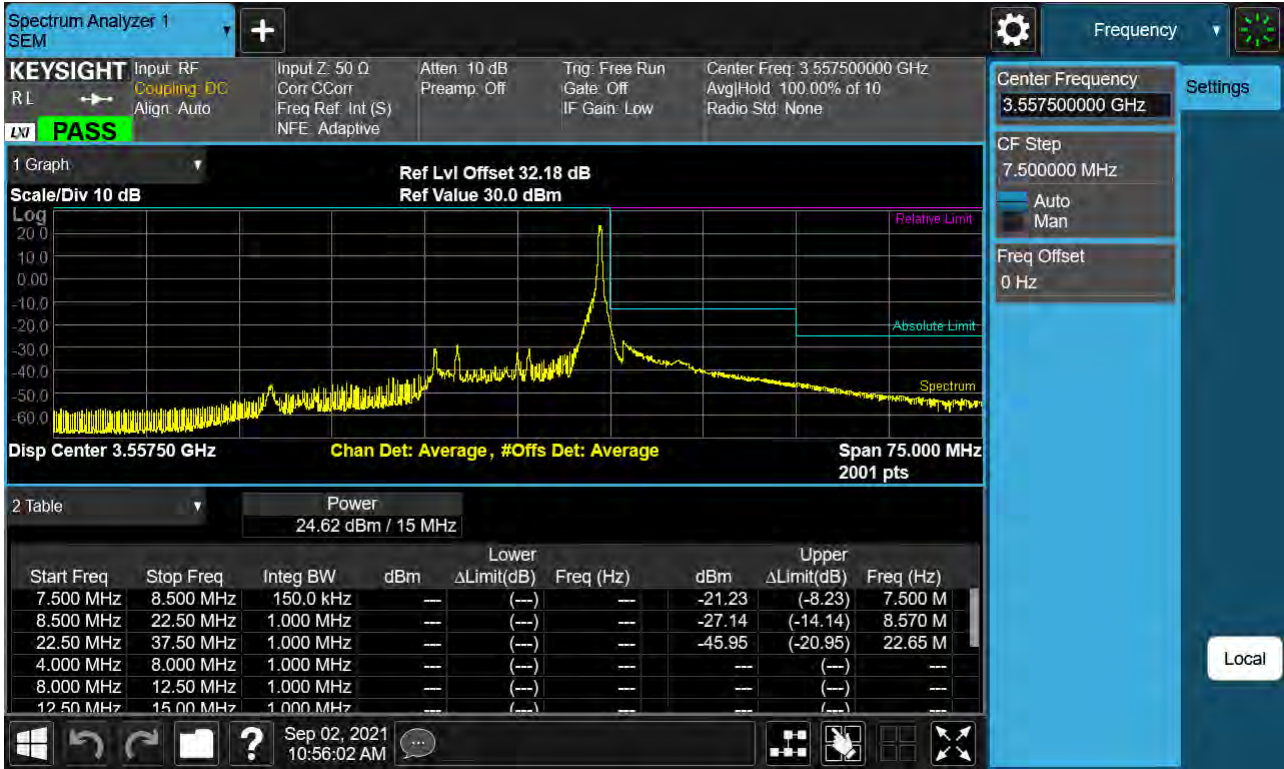 Spectrum Analyzer 1
SEM
+
Frequency
KEYSIGHT
R L
LXI PASS
Input: RF
Coupling: DC
Align: Auto
Input Z: 50 Ω
Corr CCorr
Freq Ref: Int (S)
NFE: Adaptive
Atten: 10 dB
Preamp: Off
Trig: Free Run
Gate: Off
IF Gain: Low
Center Freq: 3.557500000 GHz
Avg|Hold: 100.00% of 10
Radio Std: None
Center Frequency
3.557500000 GHz
Settings
CF Step
7.500000 MHz
Auto
Man
Freq Offset
0 Hz
Local
1 Graph
Scale/Div 10 dB
Ref Lvl Offset 32.18 dB
Ref Value 30.0 dBm
Log
20.0
10.0
0.00
-10.0
-20.0
-30.0
-40.0
-50.0
-60.0
Relative Limit
Absolute Limit
Spectrum
Disp Center 3.55750 GHz
Chan Det: Average , #Offs Det: Average
Span 75.000 MHz
2001 pts
2 Table
Power
24.62 dBm / 15 MHz
Lower Upper
Start Freq Stop Freq Integ BW dBm ΔLimit(dB) Freq (Hz) dBm ΔLimit(dB) Freq (Hz)
7.500 MHz 8.500 MHz 150.0 kHz --- (---) --- -21.23 (-8.23) 7.500 M
8.500 MHz 22.50 MHz 1.000 MHz --- (---) --- -27.14 (-14.14) 8.570 M
22.50 MHz 37.50 MHz 1.000 MHz --- (---) --- -45.95 (-20.95) 22.65 M
4.000 MHz 8.000 MHz 1.000 MHz --- (---) --- --- (---) ---
8.000 MHz 12.50 MHz 1.000 MHz --- (---) --- --- (---) ---
12.50 MHz 15.00 MHz 1.000 MHz --- (---) --- --- (---) ---
?
Sep 02, 2021
10:56:02 AM